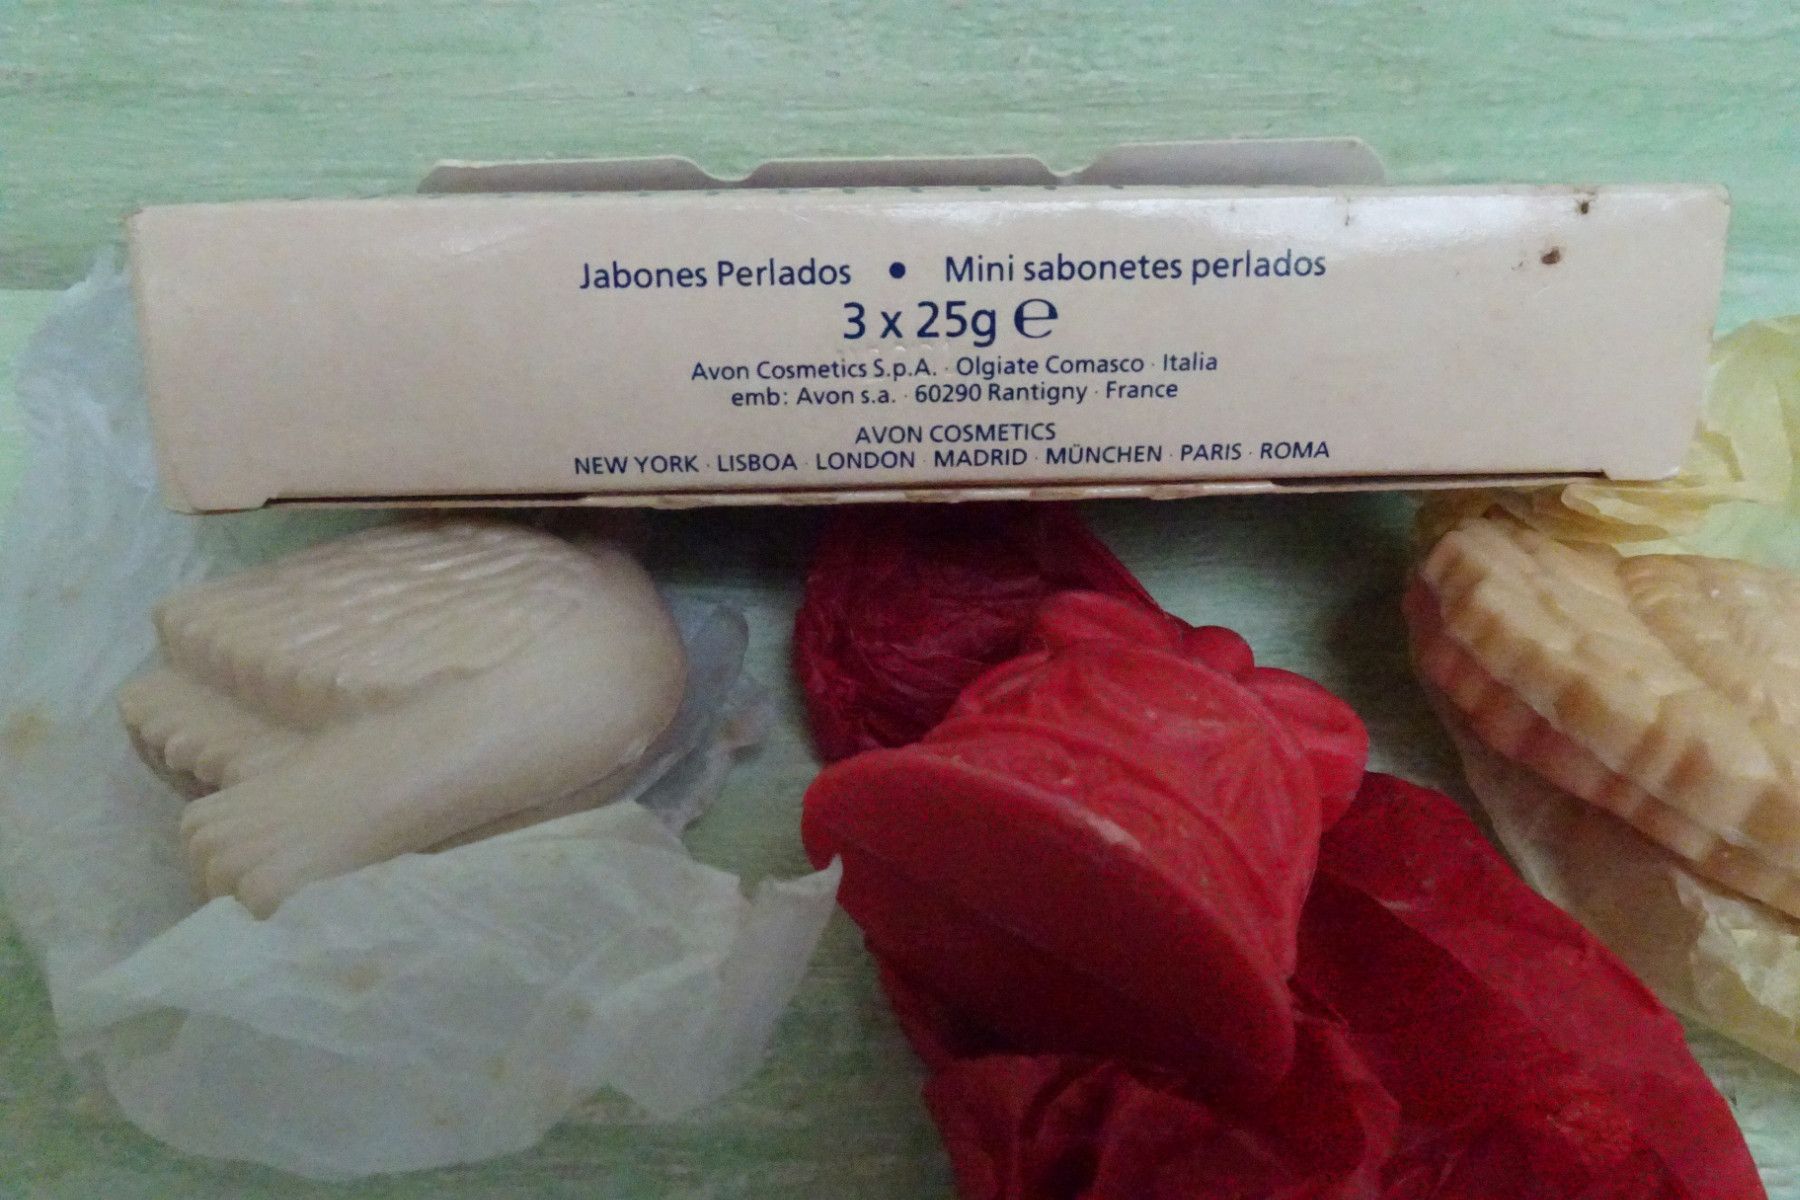 Jabones Perlados • Mini sabonetes perlados
3 x 25g ℮
Avon Cosmetics S.p.A. · Olgiate Comasco · Italia
emb: Avon s.a. · 60290 Rantigny · France
AVON COSMETICS
NEW YORK · LISBOA · LONDON · MADRID · MÜNCHEN · PARIS · ROMA